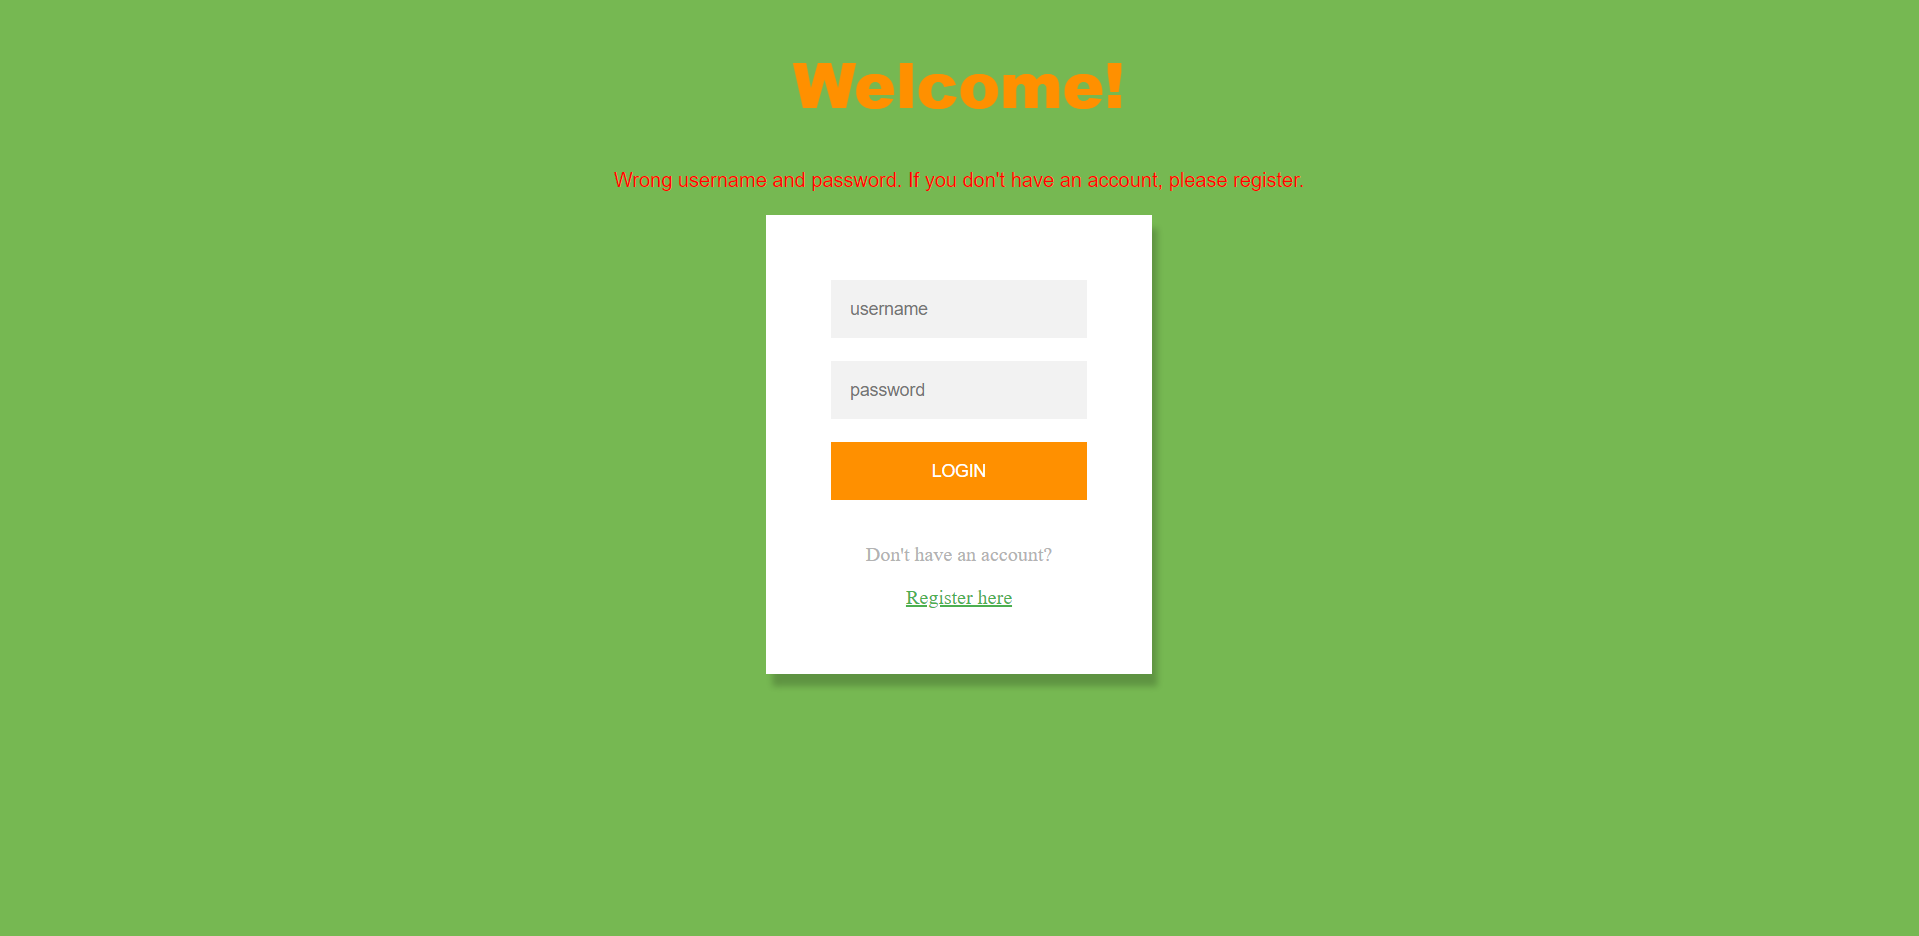 Welcome!
Wrong username and password. If you don't have an account, please register.
username
password
LOGIN
Don't have an account?
Register here